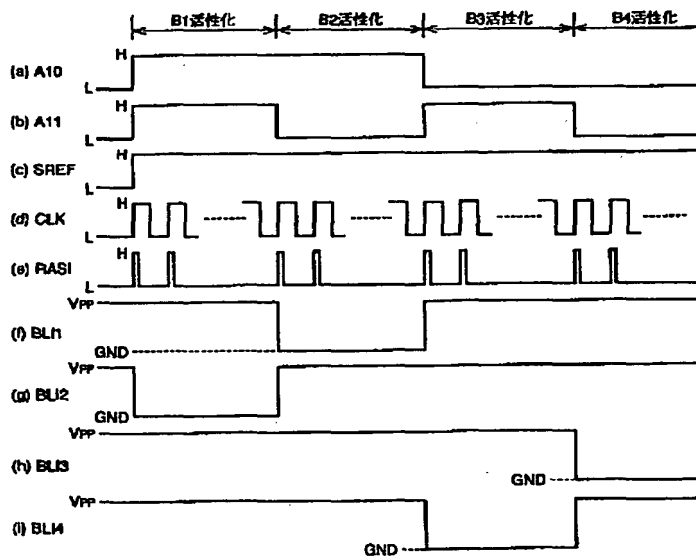 B1活性化 B2活性化 B3活性化 B4活性化
(a) A10 H L
(b) A11 H L
(c) SREF H L
(d) CLK H L
(e) RASI H L
(f) BLI1 VPP GND
(g) BLI2 VPP GND
(h) BLI3 VPP GND
(i) BLI4 VPP GND